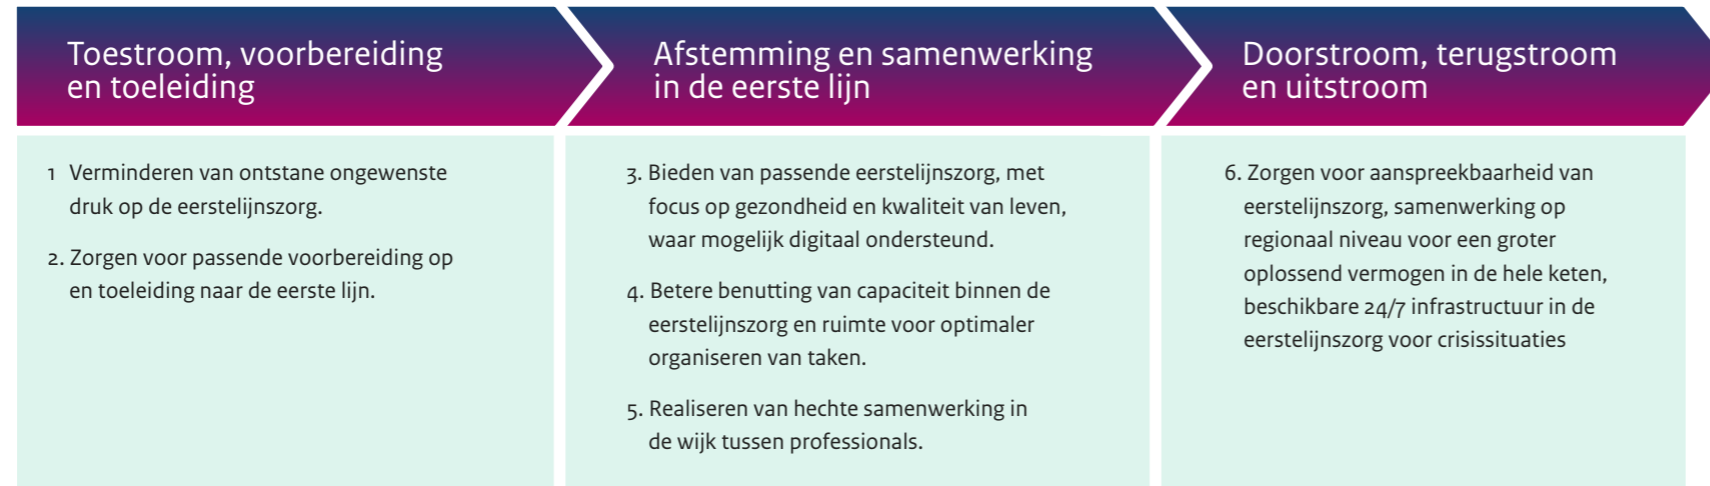 Toestroom, voorbereiding
en toeleiding
Afstemming en samenwerking
in de eerste lijn
Doorstroom, terugstroom
en uitstroom
1 Verminderen van ontstane ongewenste
druk op de eerstelijnszorg.
2. Zorgen voor passende voorbereiding op
en toeleiding naar de eerste lijn.
3. Bieden van passende eerstelijnszorg, met
focus op gezondheid en kwaliteit van leven,
waar mogelijk digitaal ondersteund.
4. Betere benutting van capaciteit binnen de
eerstelijnszorg en ruimte voor optimaler
organiseren van taken.
5. Realiseren van hechte samenwerking in
de wijk tussen professionals.
6. Zorgen voor aanspreekbaarheid van
eerstelijnszorg, samenwerking op
regionaal niveau voor een groter
oplossend vermogen in de hele keten,
beschikbare 24/7 infrastructuur in de
eerstelijnszorg voor crisissituaties